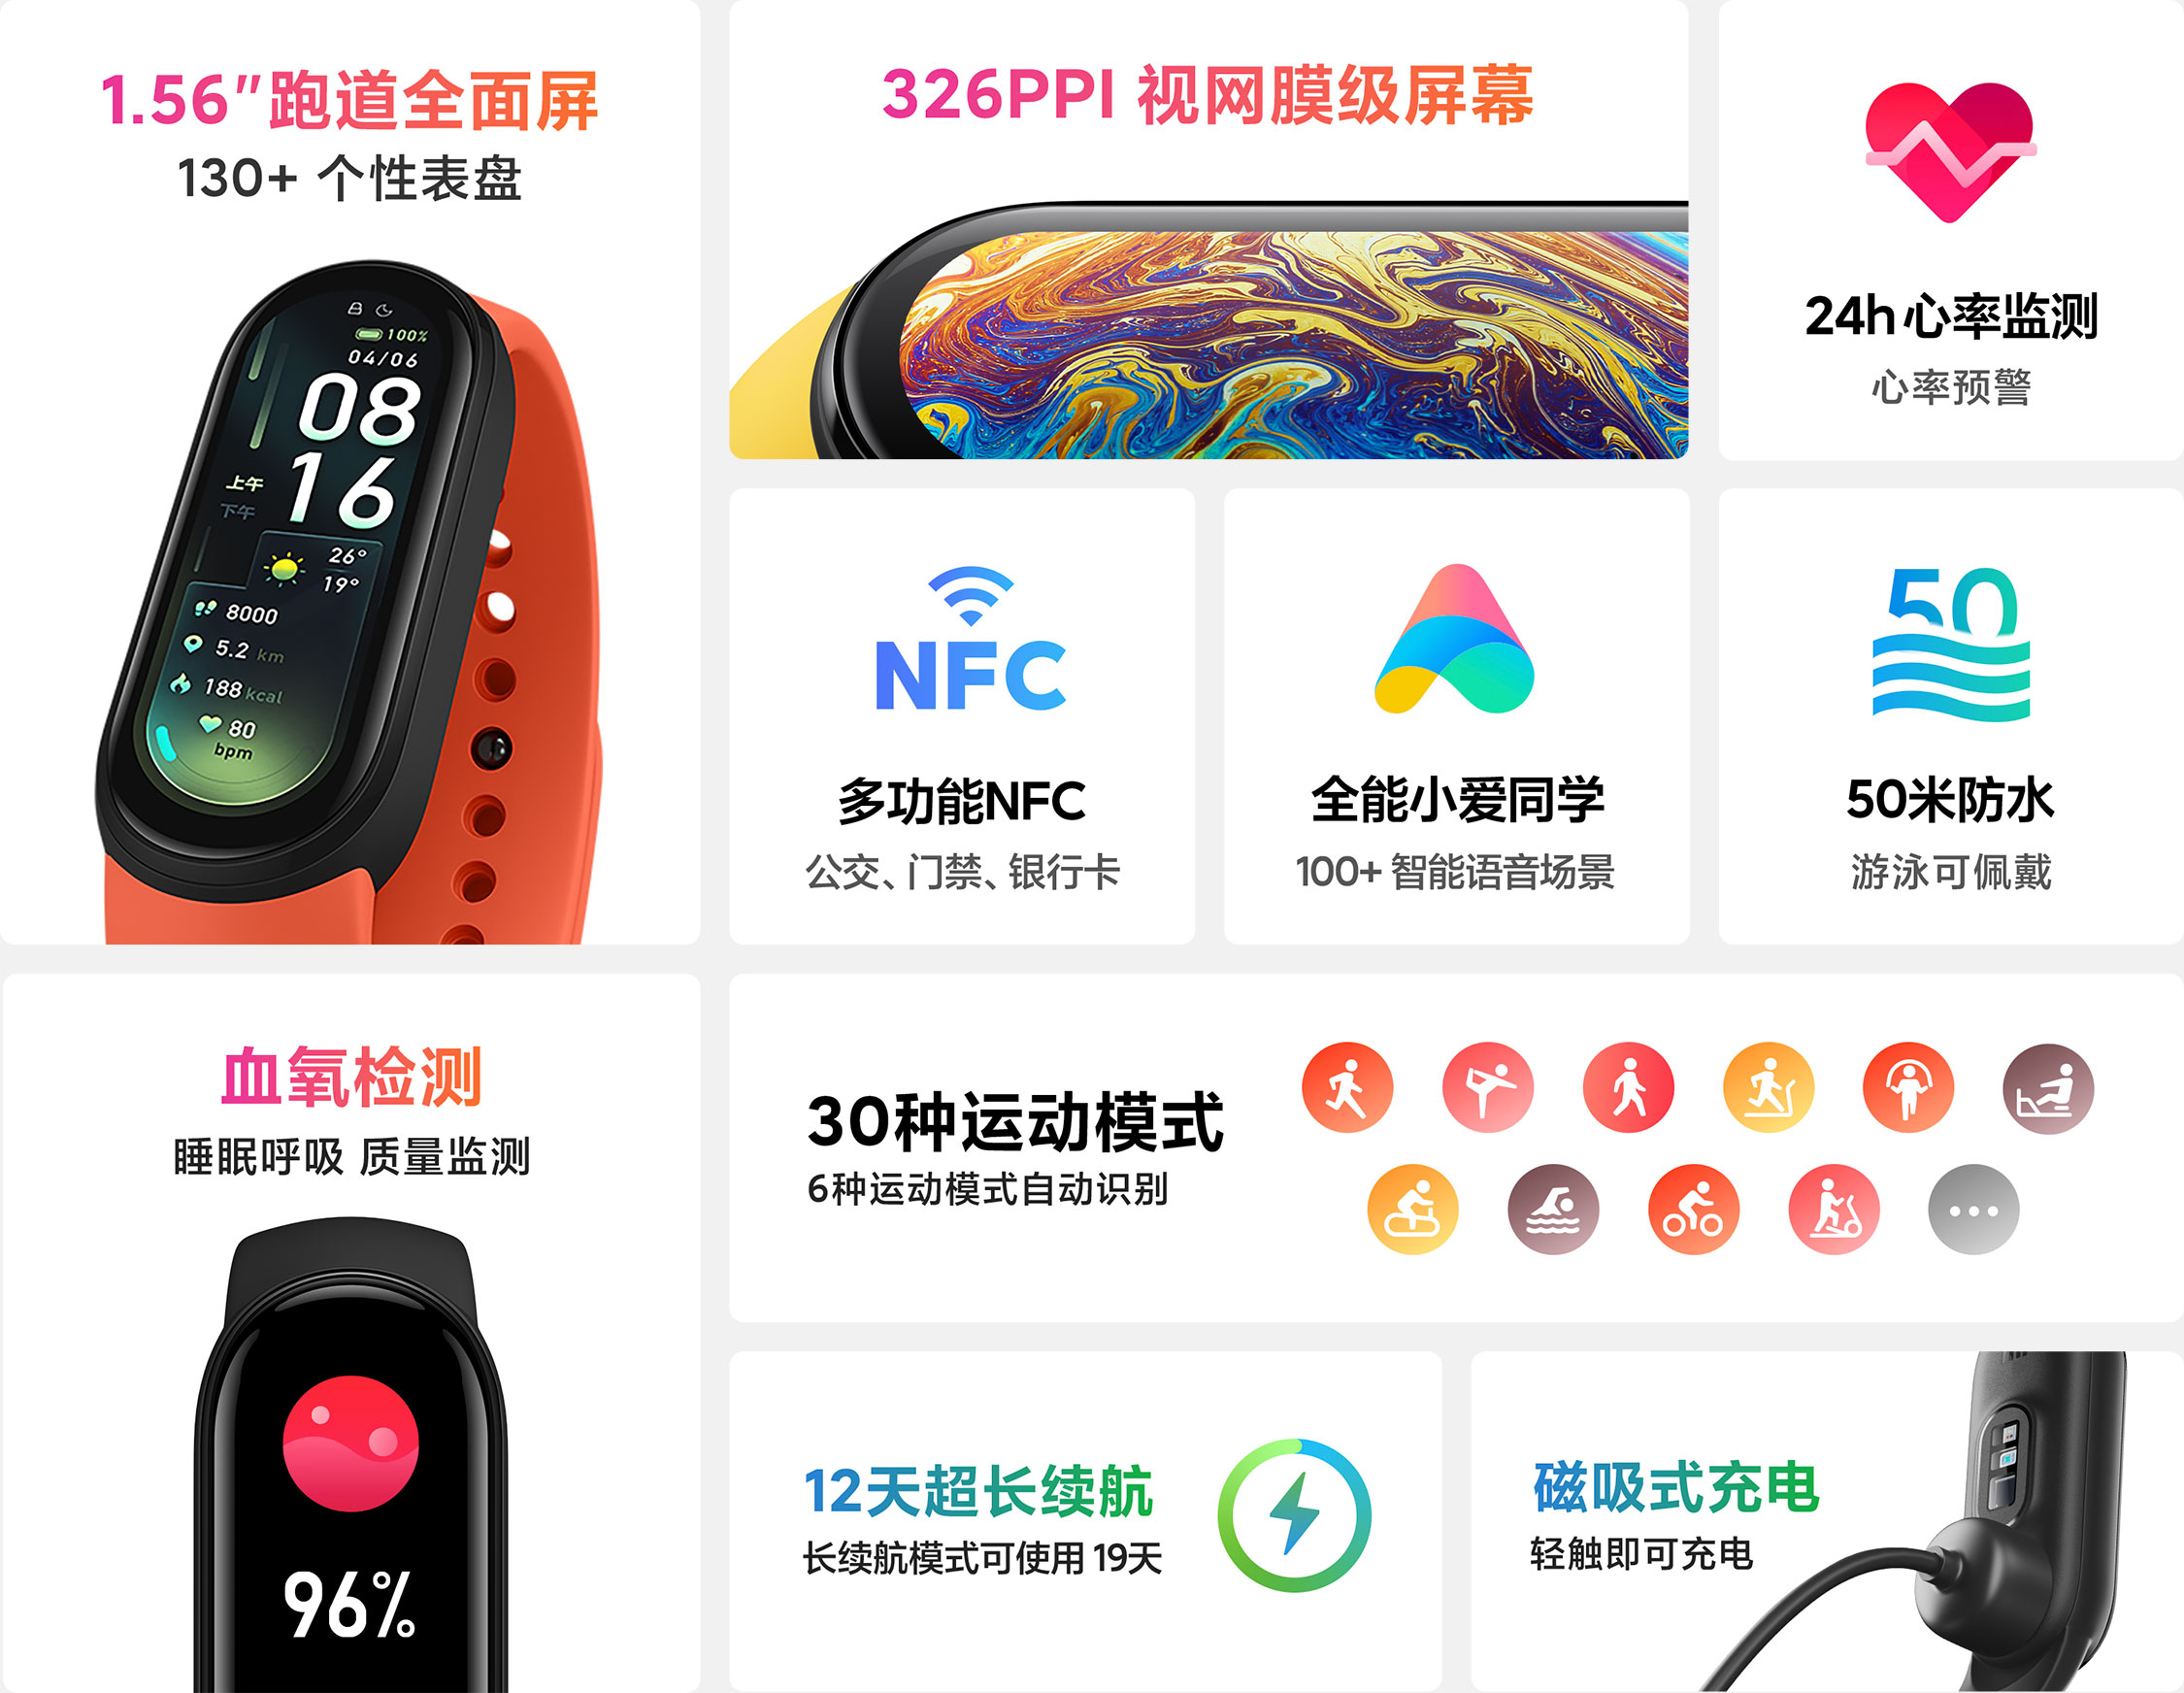 1.56″跑道全面屏
130+ 个性表盘
100%
04/06
08
16
上午
下午
26°
19°
8000
5.2 km
188 kcal
80
bpm
326PPI 视网膜级屏幕
24h 心率监测
心率预警
NFC
多功能NFC
公交、门禁、银行卡
全能小爱同学
100+ 智能语音场景
50
50米防水
游泳可佩戴
血氧检测
睡眠呼吸 质量监测
96%
30种运动模式
6种运动模式自动识别
12天超长续航
长续航模式可使用 19天
磁吸式充电
轻触即可充电